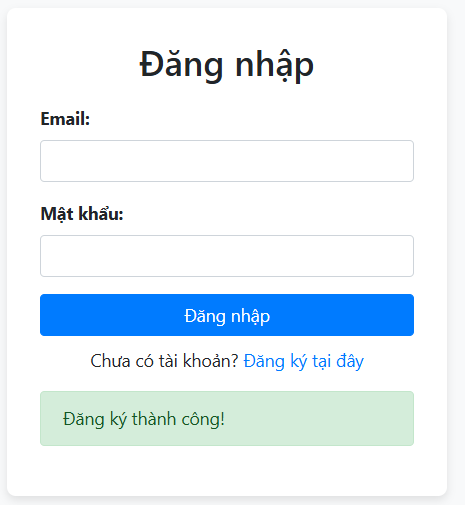 Đăng nhập
Email:
Mật khẩu:
Đăng nhập
Chưa có tài khoản? Đăng ký tại đây
Đăng ký thành công!